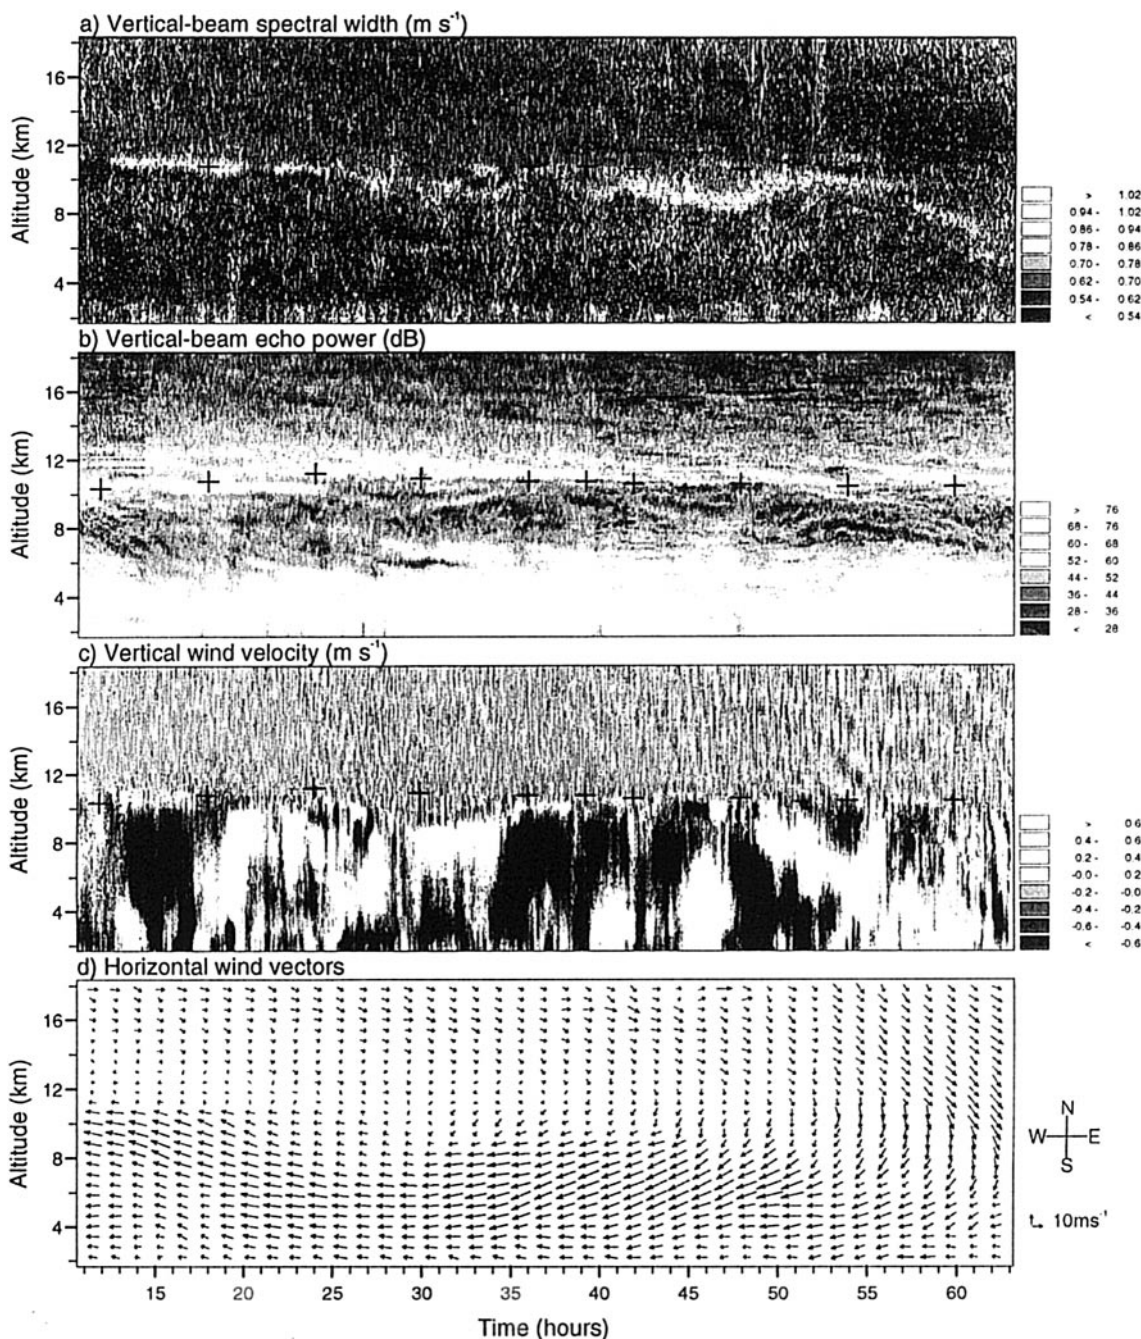 a) Vertical-beam spectral width (m s⁻¹)
16
12
8
4
Altitude (km)
> 1.02
0.94 - 1.02
0.86 - 0.94
0.78 - 0.86
0.70 - 0.78
0.62 - 0.70
0.54 - 0.62
< 0.54
b) Vertical-beam echo power (dB)
16
12
8
4
Altitude (km)
> 76
68 - 76
60 - 68
52 - 60
44 - 52
36 - 44
28 - 36
< 28
c) Vertical wind velocity (m s⁻¹)
16
12
8
4
Altitude (km)
> 0.6
0.4 - 0.6
0.2 - 0.4
-0.0 - 0.2
-0.2 - -0.0
-0.4 - -0.2
-0.6 - -0.4
< -0.6
d) Horizontal wind vectors
16
12
8
4
Altitude (km)
N
W E
S
10ms⁻¹
15 20 25 30 35 40 45 50 55 60
Time (hours)